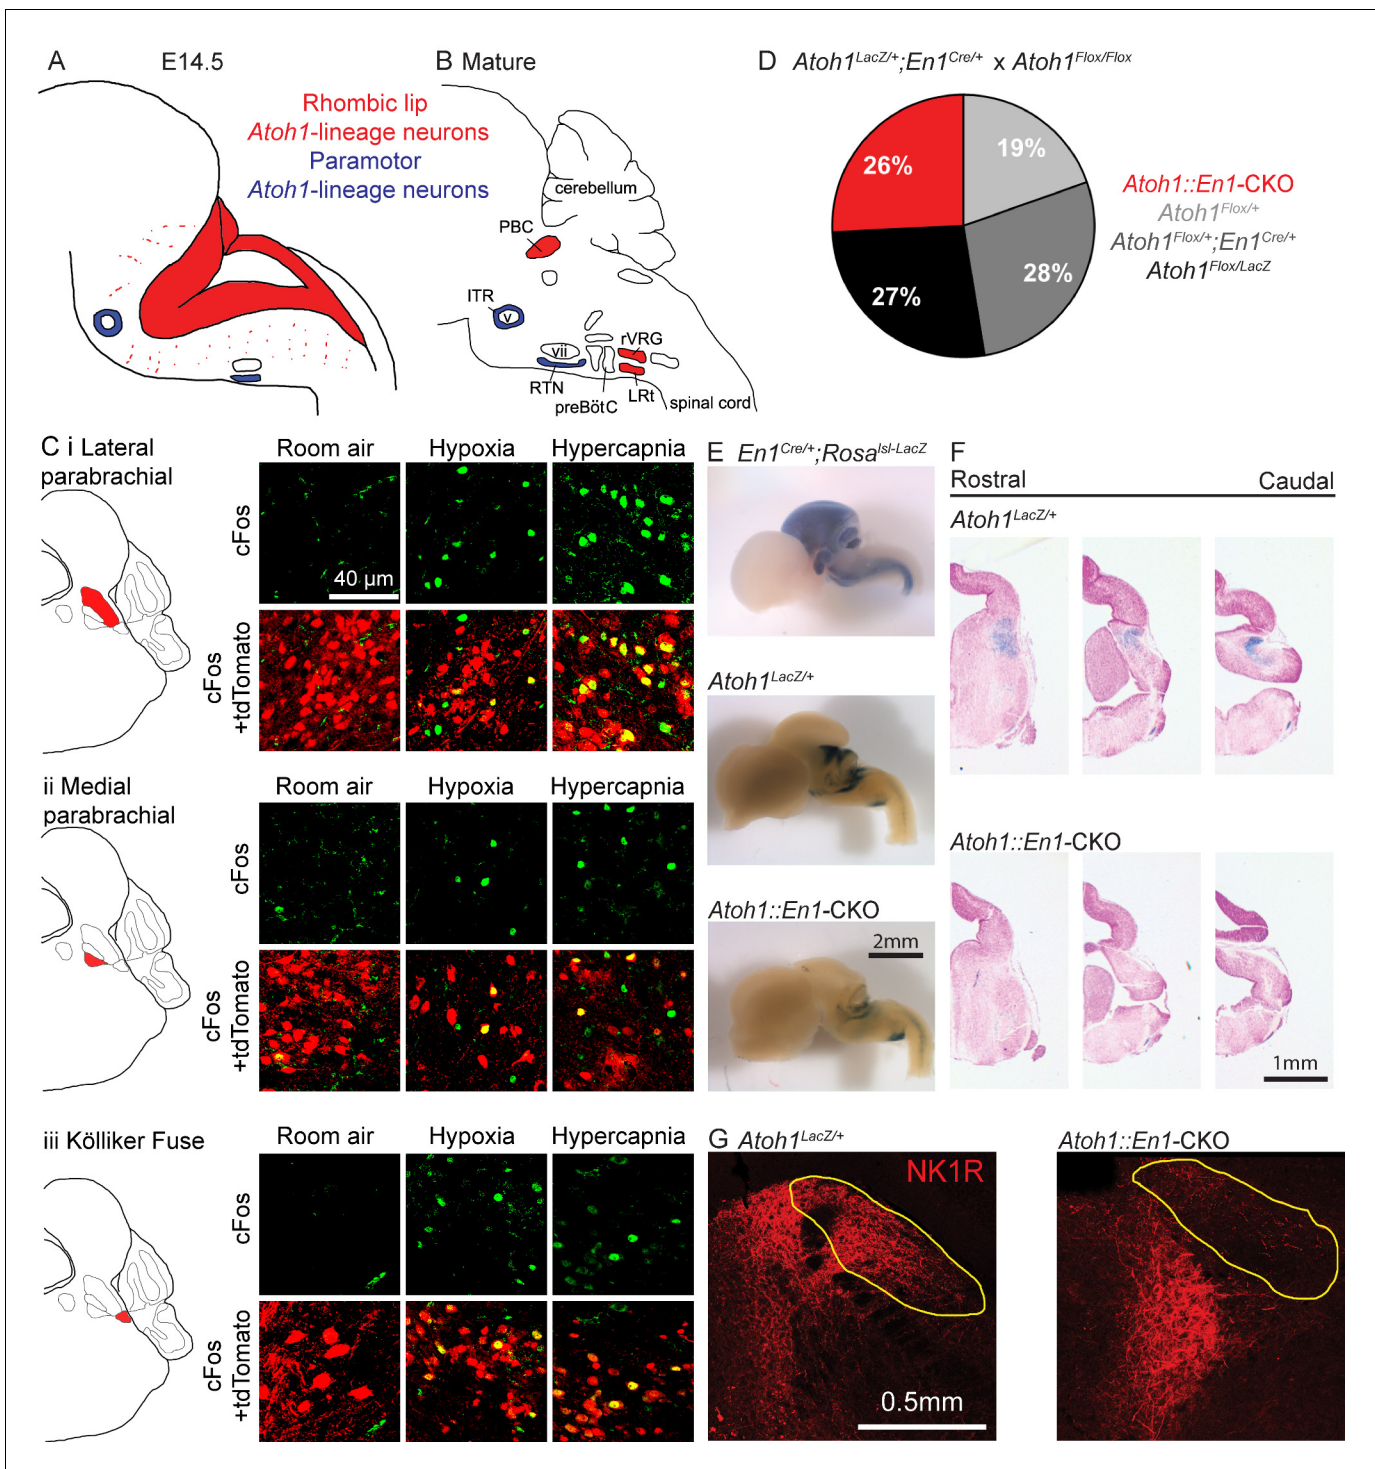 A
E14.5
Rhombic lip
Atoh1-lineage neurons
Paramotor
Atoh1-lineage neurons
B Mature
cerebellum
PBC
ITR
v
vii
rVRG
RTN
LRt
preBötC
spinal cord
D Atoh1LacZ/+;En1Cre/+ x Atoh1Flox/Flox
26%
19%
27%
28%
Atoh1::En1-CKO
Atoh1Flox/+
Atoh1Flox/+;En1Cre/+
Atoh1Flox/LacZ
C i Lateral
parabrachial
Room air
Hypoxia
Hypercapnia
cFos
40 µm
cFos
+tdTomato
ii Medial
parabrachial
Room air
Hypoxia
Hypercapnia
cFos
cFos
+tdTomato
iii Kölliker Fuse
Room air
Hypoxia
Hypercapnia
cFos
cFos
+tdTomato
E En1Cre/+;Rosalsl-LacZ
Atoh1LacZ/+
Atoh1::En1-CKO
2mm
F
Rostral
Caudal
Atoh1LacZ/+
Atoh1::En1-CKO
1mm
G Atoh1LacZ/+
NK1R
0.5mm
Atoh1::En1-CKO